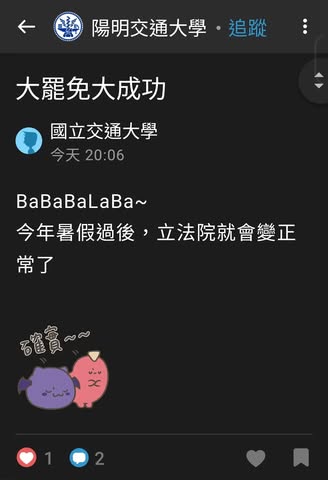 陽明交通大學・追蹤
大罷免大成功
國立交通大學
今天 20:06
BaBaBaLaBa~
今年暑假過後，立法院就會變正
常了
確實~~
1 2